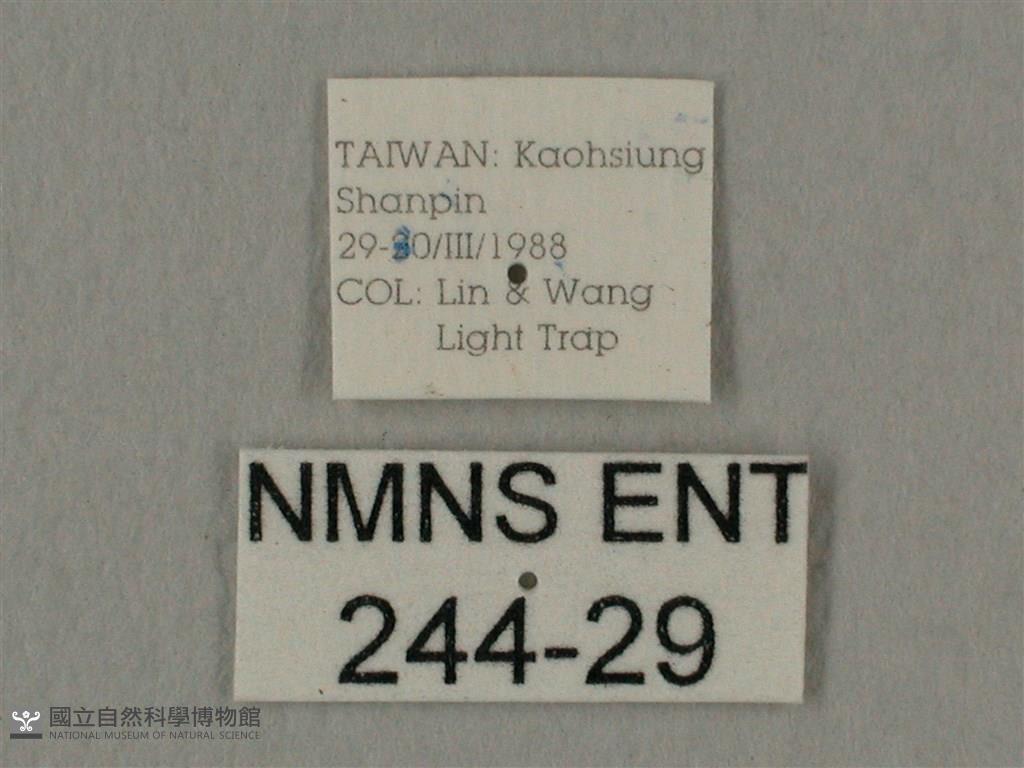 TAIWAN: Kaohsiung
Shanpin
29-30/III/1988
COL: Lin & Wang
Light Trap
NMNS ENT
244-29
國立自然科學博物館
NATIONAL MUSEUM OF NATURAL SCIENCE